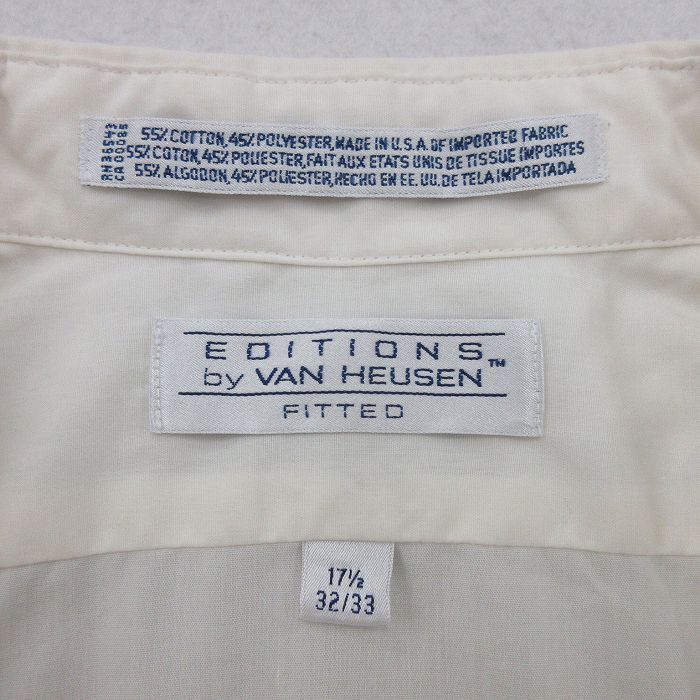 RN36543
CA00085
55% COTTON, 45% POLYESTER, MADE IN U.S.A. OF IMPORTED FABRIC
55% COTON, 45% POLIESTER, FAIT AUX ETATS UNIS DE TISSUE IMPORTES
55% ALGODON, 45% POLIESTER, HECHO EN EE. UU. DE TELA IMPORTADA
EDITIONS
by VAN HEUSEN™
FITTED
17½
32/33